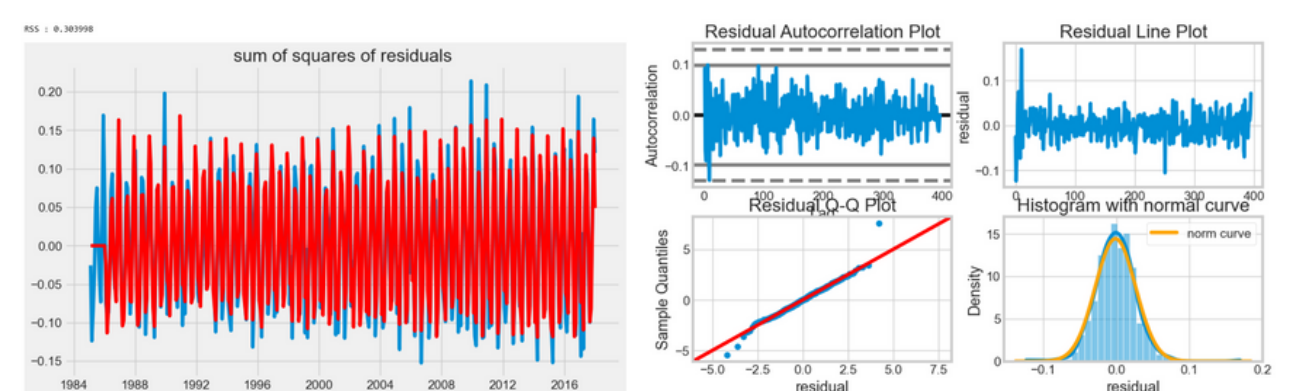 RSS : 0.303998
sum of squares of residuals
0.20
0.15
0.10
0.05
0.00
−0.05
−0.10
−0.15
1984 1988 1992 1996 2000 2004 2008 2012 2016
Residual Autocorrelation Plot
Autocorrelation
0.1
0.0
−0.1
0 100 200 300 400
Lag
Residual Line Plot
residual
0.1
0.0
−0.1
0 100 200 300 400
Residual Q-Q Plot
Sample Quantiles
5
0
−5
−5.0 −2.5 0.0 2.5 5.0 7.5
residual
Histogram with normal curve
norm curve
Density
15
10
5
0
−0.1 0.0 0.1 0.2
residual